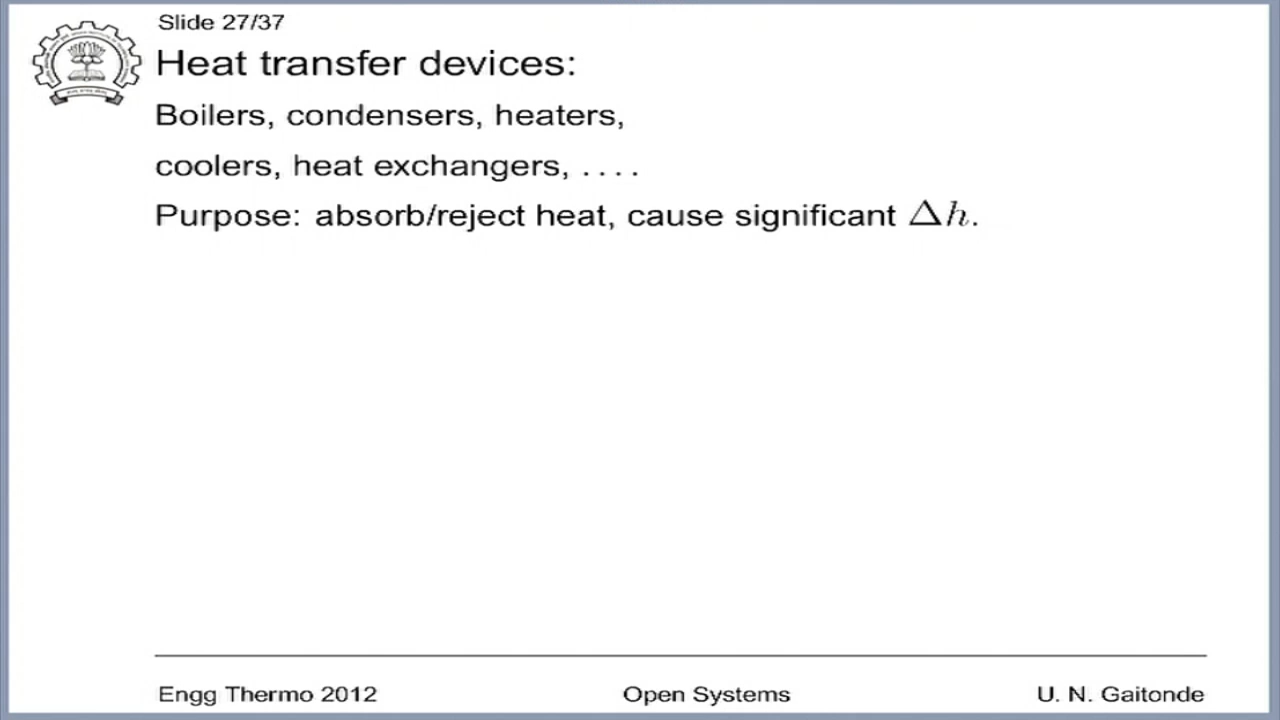 Slide 27/37
Heat transfer devices:
Boilers, condensers, heaters,
coolers, heat exchangers, ....
Purpose: absorb/reject heat, cause significant Δh.
Engg Thermo 2012 Open Systems U. N. Gaitonde